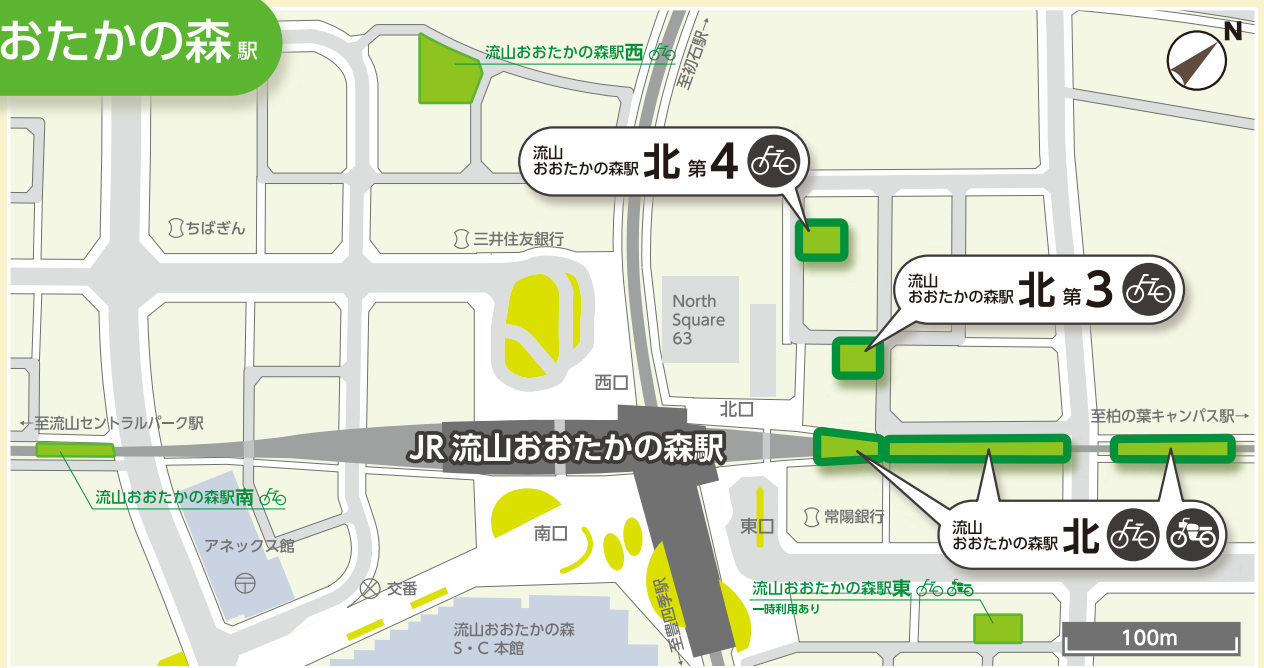 おたかの森駅
流山おおたかの森駅西
至初石駅→
N
流山
おおたかの森駅 北 第4
ちばぎん
三井住友銀行
流山
おおたかの森駅 北 第3
North
Square
63
西口
北口
←至流山セントラルパーク駅
至柏の葉キャンパス駅→
JR 流山おおたかの森駅
流山おおたかの森駅南
南口
東口
常陽銀行
流山
おおたかの森駅 北
アネックス館
交番
流山おおたかの森駅東
一時利用あり
←至豊四季駅
流山おおたかの森
S・C 本館
100m